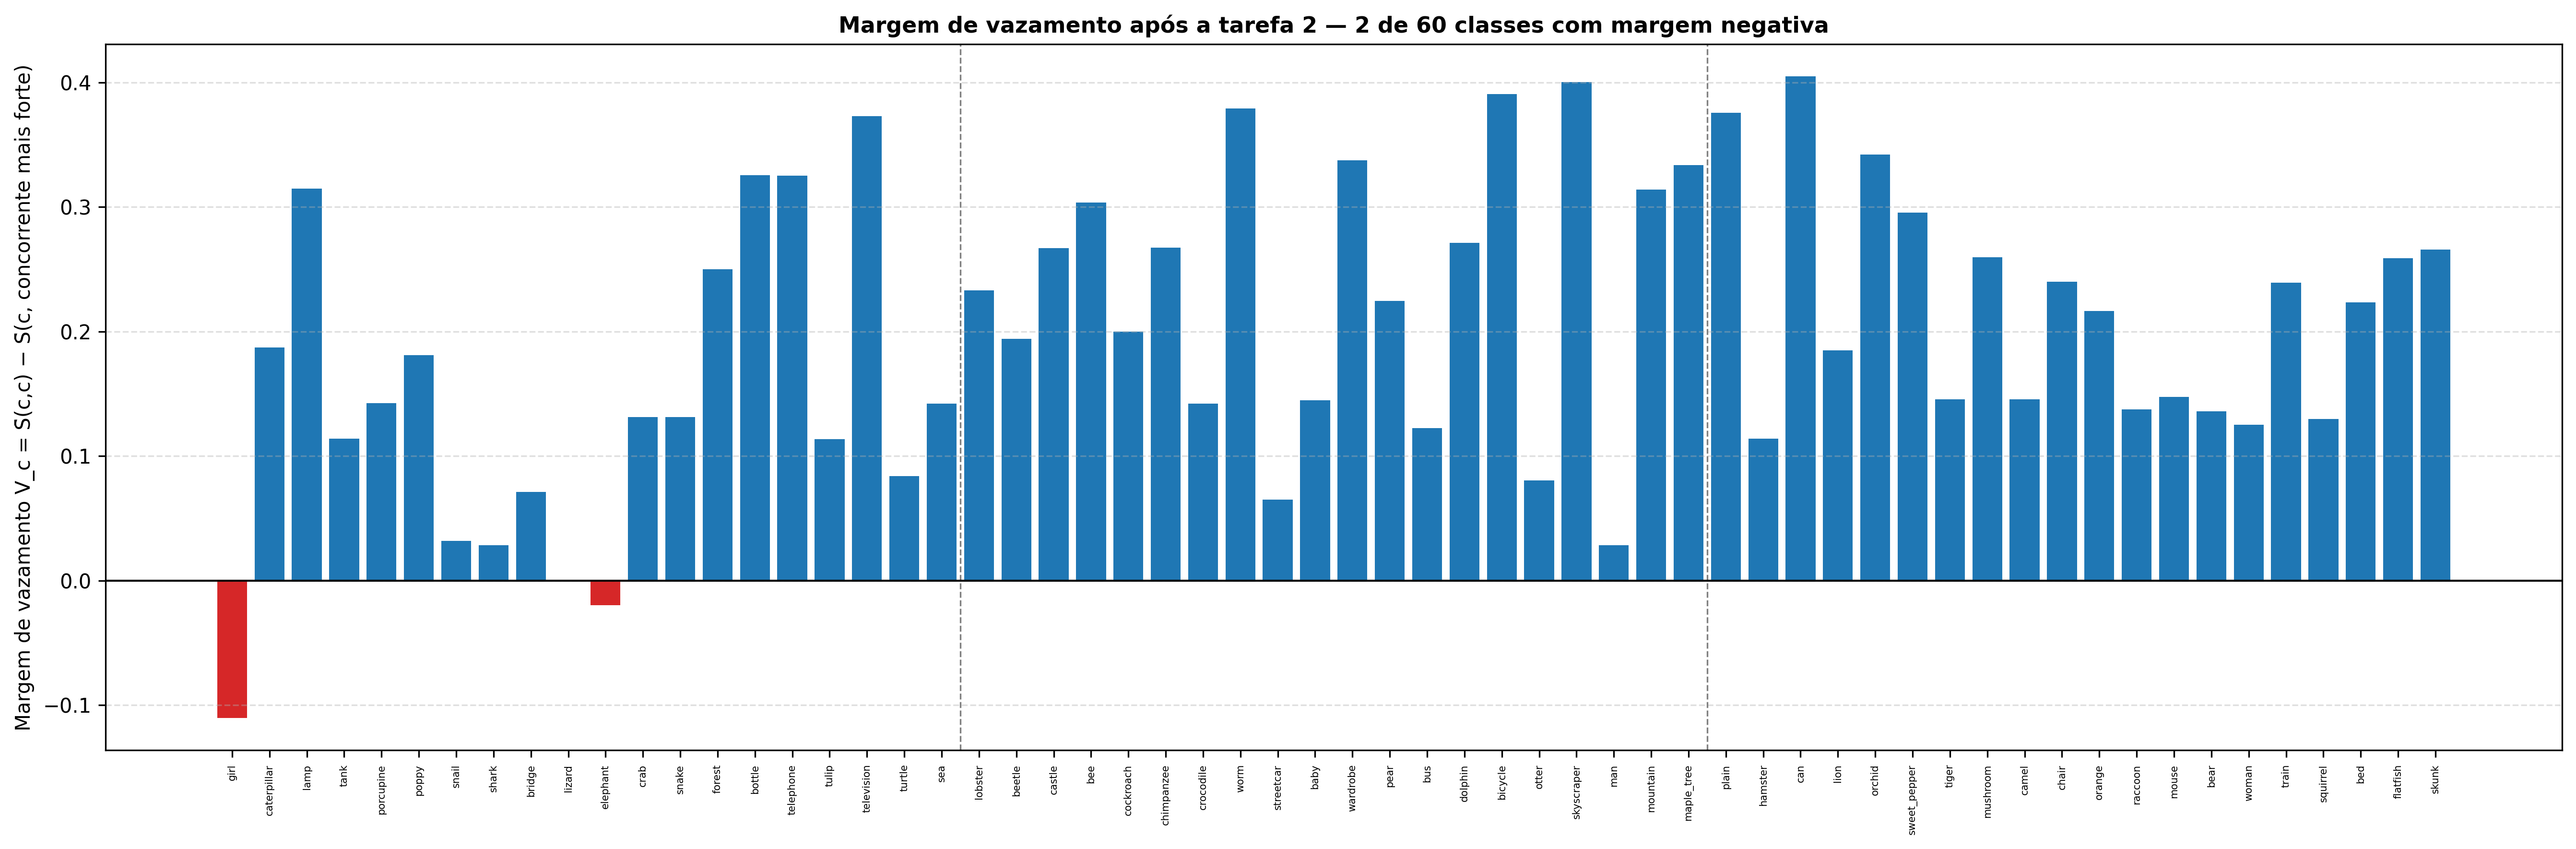 Margem de vazamento após a tarefa 2 — 2 de 60 classes com margem negativa
Margem de vazamento V_c = S(c,c) − S(c, concorrente mais forte)
0.4
0.3
0.2
0.1
0.0
−0.1
girl
caterpillar
lamp
tank
porcupine
poppy
snail
shark
bridge
lizard
elephant
crab
snake
forest
bottle
telephone
tulip
television
turtle
sea
lobster
beetle
castle
bee
cockroach
chimpanzee
crocodile
worm
streetcar
baby
wardrobe
pear
bus
dolphin
bicycle
otter
skyscraper
man
mountain
maple_tree
plain
hamster
can
lion
orchid
sweet_pepper
tiger
mushroom
camel
chair
orange
raccoon
mouse
bear
woman
train
squirrel
bed
flatfish
skunk